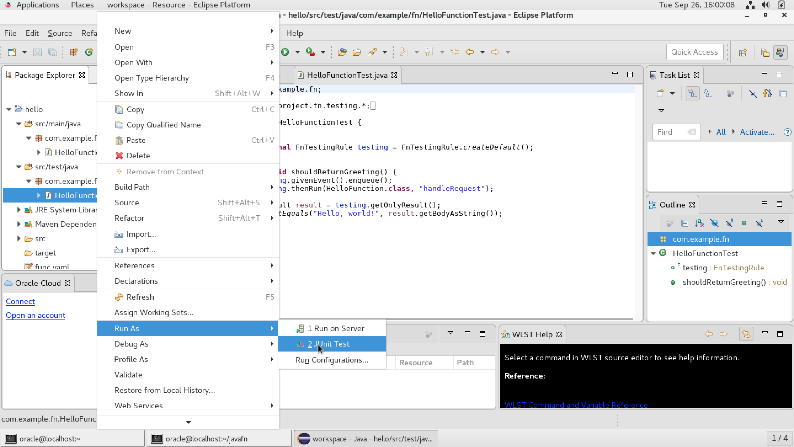 Applications Places workspace - Resource - Eclipse Platform Tue Sep 26, 16:00:08
- hello/src/test/java/com/example/fn/HelloFunctionTest.java - Eclipse Platform
File Edit Source Refa Help
Quick Access
Package Explorer
hello
src/main/java
com.example.f
HelloFuncti
src/test/java
com.example.f
HelloFunct
JRE System Librar
Maven Dependen
src
target
func.yaml
Oracle Cloud
Connect
Open an account
com.example.fn.HelloFunc
New
Open F3
Open With
Open Type Hierarchy F4
Show In Shift+Alt+W
Copy Ctrl+C
Copy Qualified Name
Paste Ctrl+V
Delete
Remove from Context
Build Path
Source Shift+Alt+S
Refactor Shift+Alt+T
Import...
Export...
References
Declarations
Refresh F5
Assign Working Sets...
Run As
Debug As
Profile As
Validate
Restore from Local History...
Web Services
1 Run on Server
2 JUnit Test
Run Configurations...
HelloFunctionTest.java
xample.fn;
project.fn.testing.*;
HelloFunctionTest {
nal FnTestingRule testing = FnTestingRule.createDefault();
id shouldReturnGreeting() {
ng.givenEvent().enqueue();
ng.thenRun(HelloFunction.class, "handleRequest");
ult result = testing.getOnlyResult();
tEquals("Hello, world!", result.getBodyAsString());
Resource Path
Task List
Find All Activate...
Outline
com.example.fn
HelloFunctionTest
testing : FnTestingRule
shouldReturnGreeting() : void
WLST Help
Select a command in WLST source editor to see help information.
Reference:
WLST Command and Variable Reference
oracle@localhost:~ oracle@localhost:~/javafn workspace - Java - hello/src/test/jav... 1 / 4